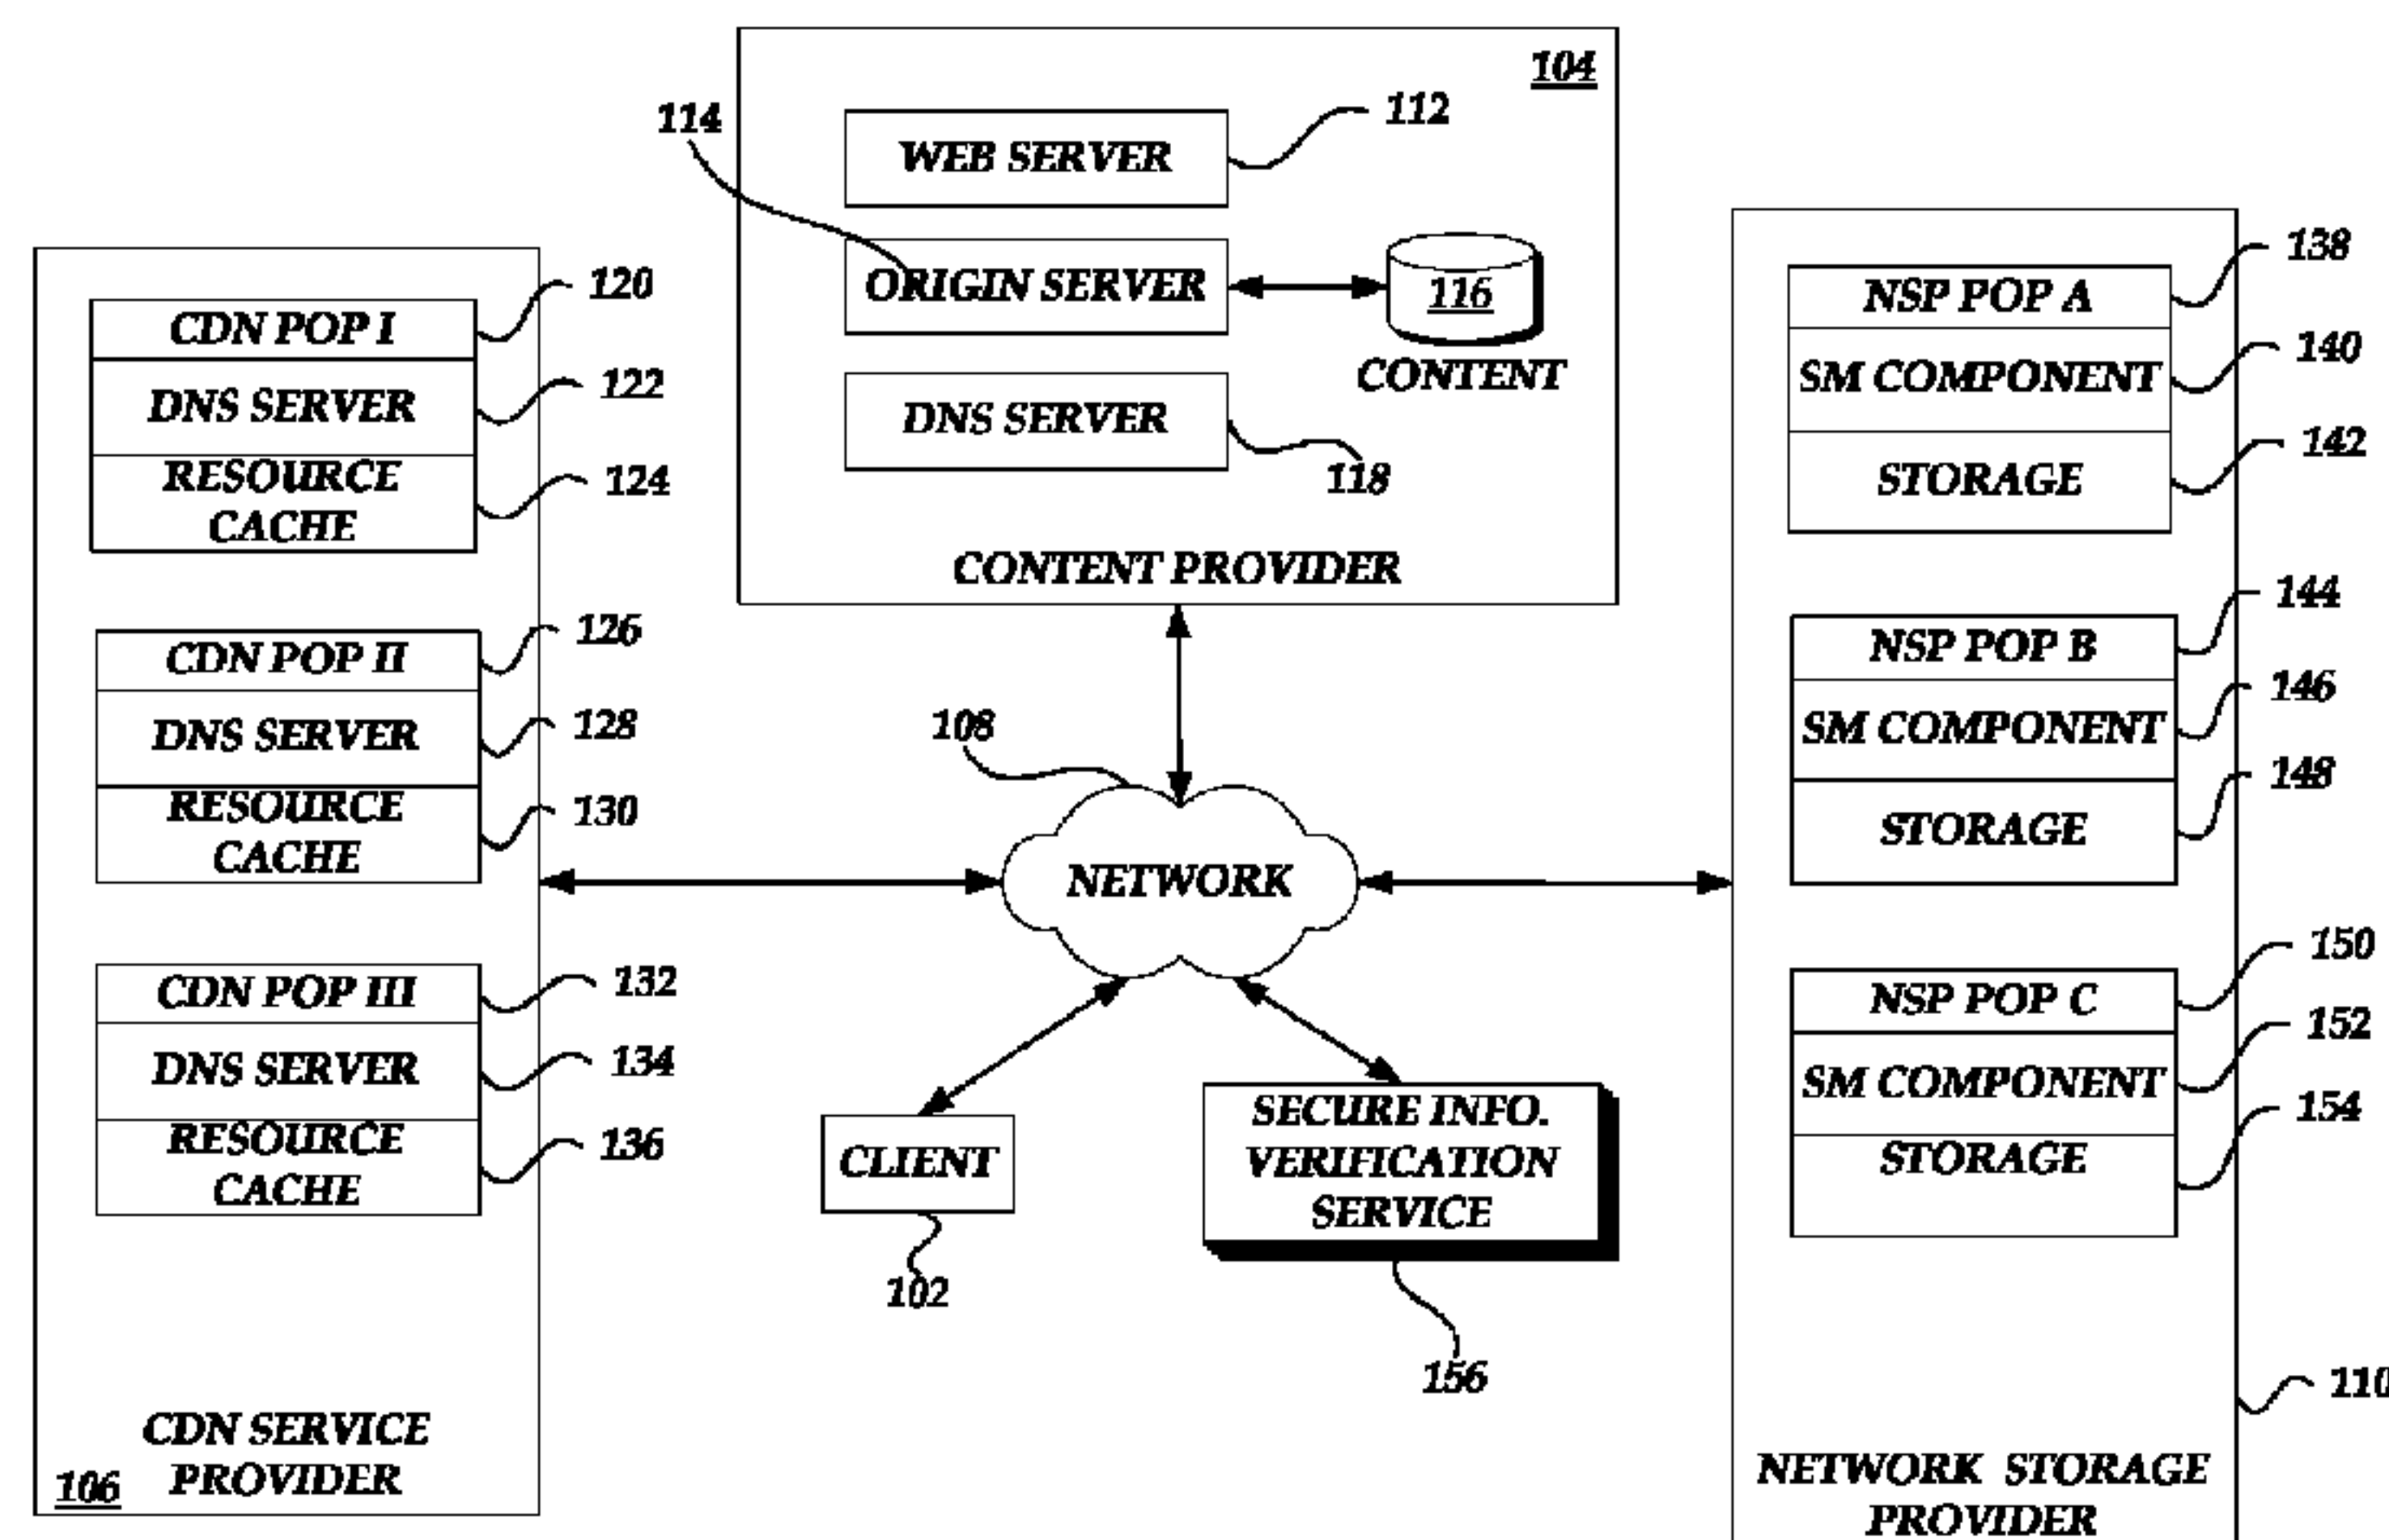 104
114
112
WEB SERVER
ORIGIN SERVER
116
CONTENT
DNS SERVER
118
CONTENT PROVIDER
CDN POP I
120
DNS SERVER
122
RESOURCE
CACHE
124
CDN POP II
126
DNS SERVER
128
RESOURCE
CACHE
130
CDN POP III
132
DNS SERVER
134
RESOURCE
CACHE
136
CDN SERVICE
PROVIDER
106
108
NETWORK
CLIENT
102
SECURE INFO.
VERIFICATION
SERVICE
156
NSP POP A
138
SM COMPONENT
140
STORAGE
142
NSP POP B
144
SM COMPONENT
146
STORAGE
148
NSP POP C
150
SM COMPONENT
152
STORAGE
154
110
NETWORK STORAGE
PROVIDER